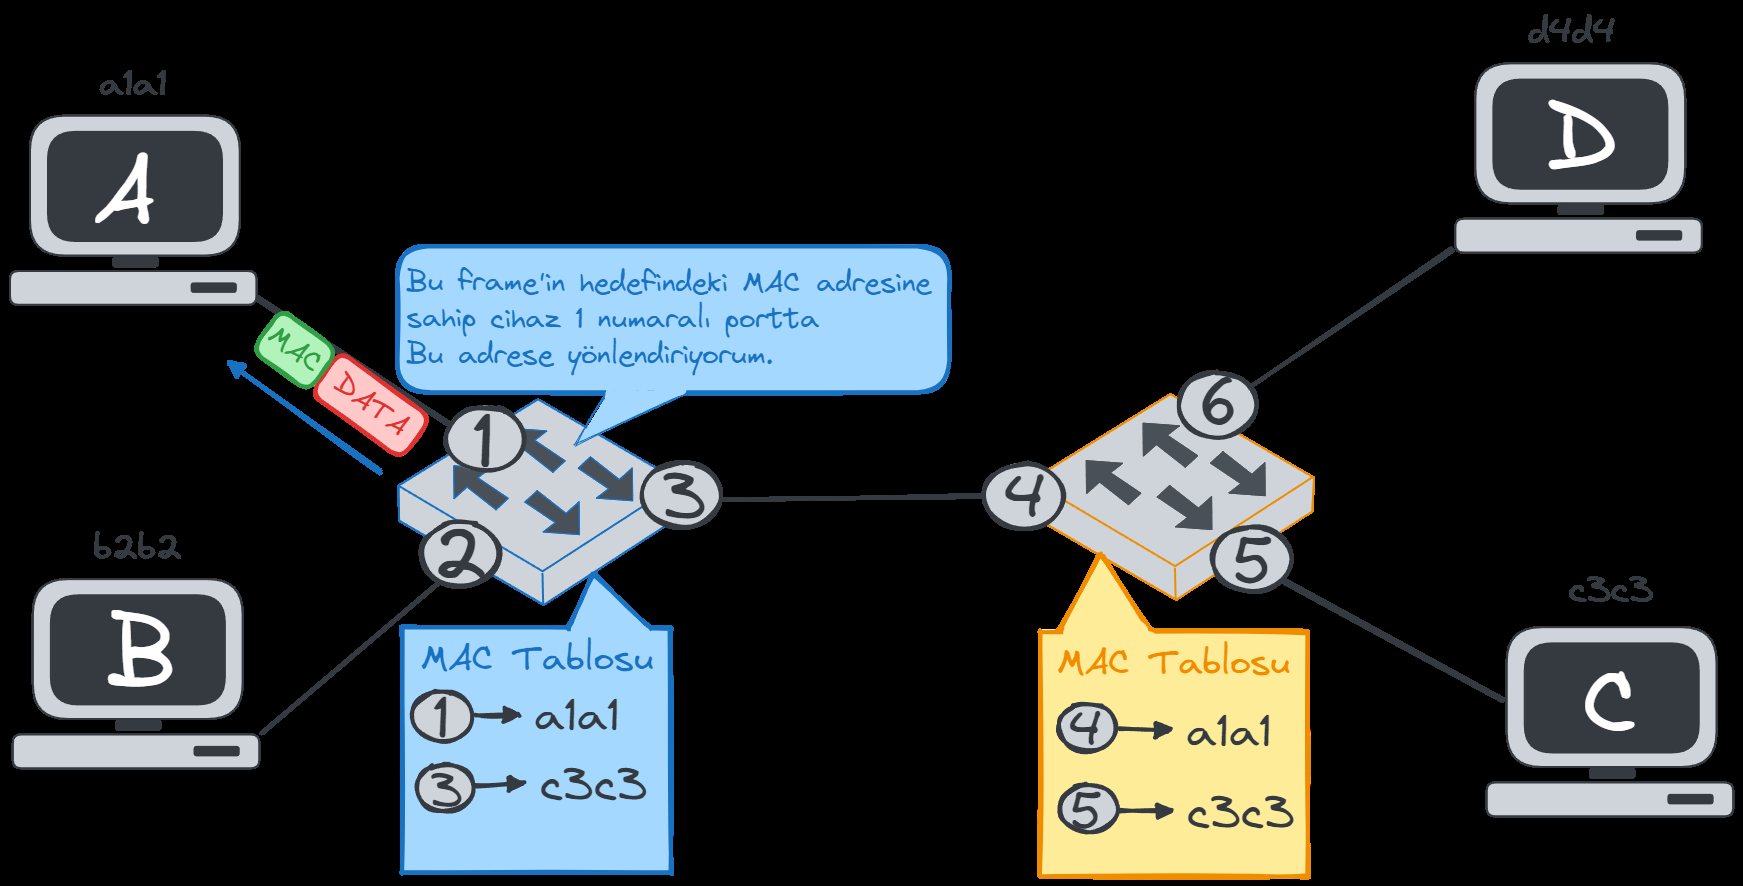 d4d4
a1a1
D
A
Bu frame'in hedefindeki MAC adresine
sahip cihaz 1 numaralı portta
Bu adrese yönlendiriyorum.
MAC
DATA
1
6
3
4
2
5
b2b2
B
c3c3
C
MAC Tablosu
1 → a1a1
3 → c3c3
MAC Tablosu
4 → a1a1
5 → c3c3